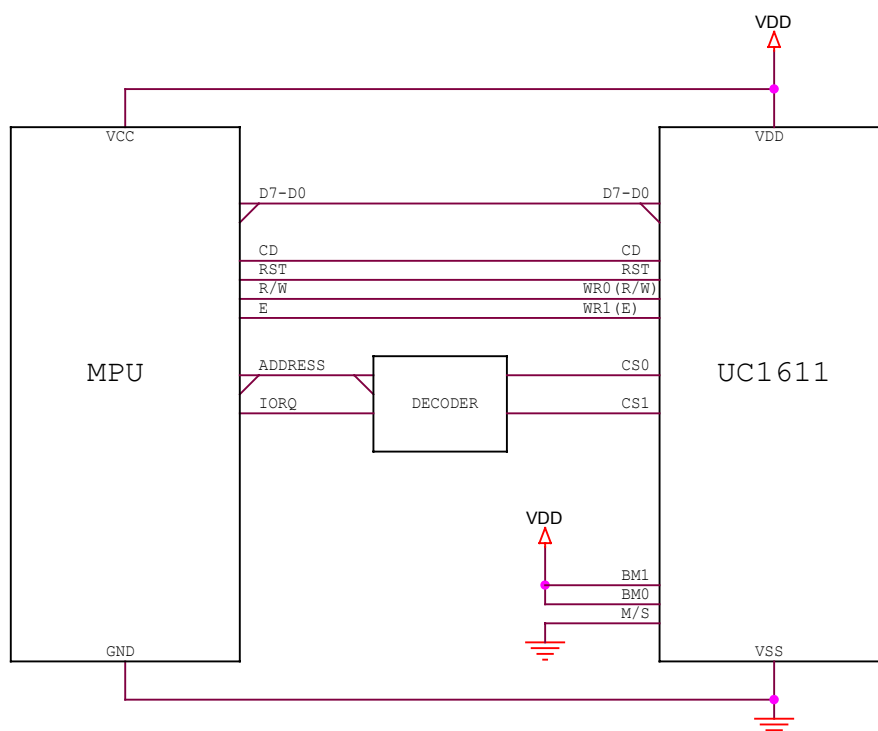 VDD
VCC
VDD
D7-D0 D7-D0
CD CD
RST RST
R/W WR0(R/W)
E WR1(E)
MPU
ADDRESS
DECODER
CS0
UC1611
IORQ
CS1
VDD
BM1
BM0
M/S
GND
VSS